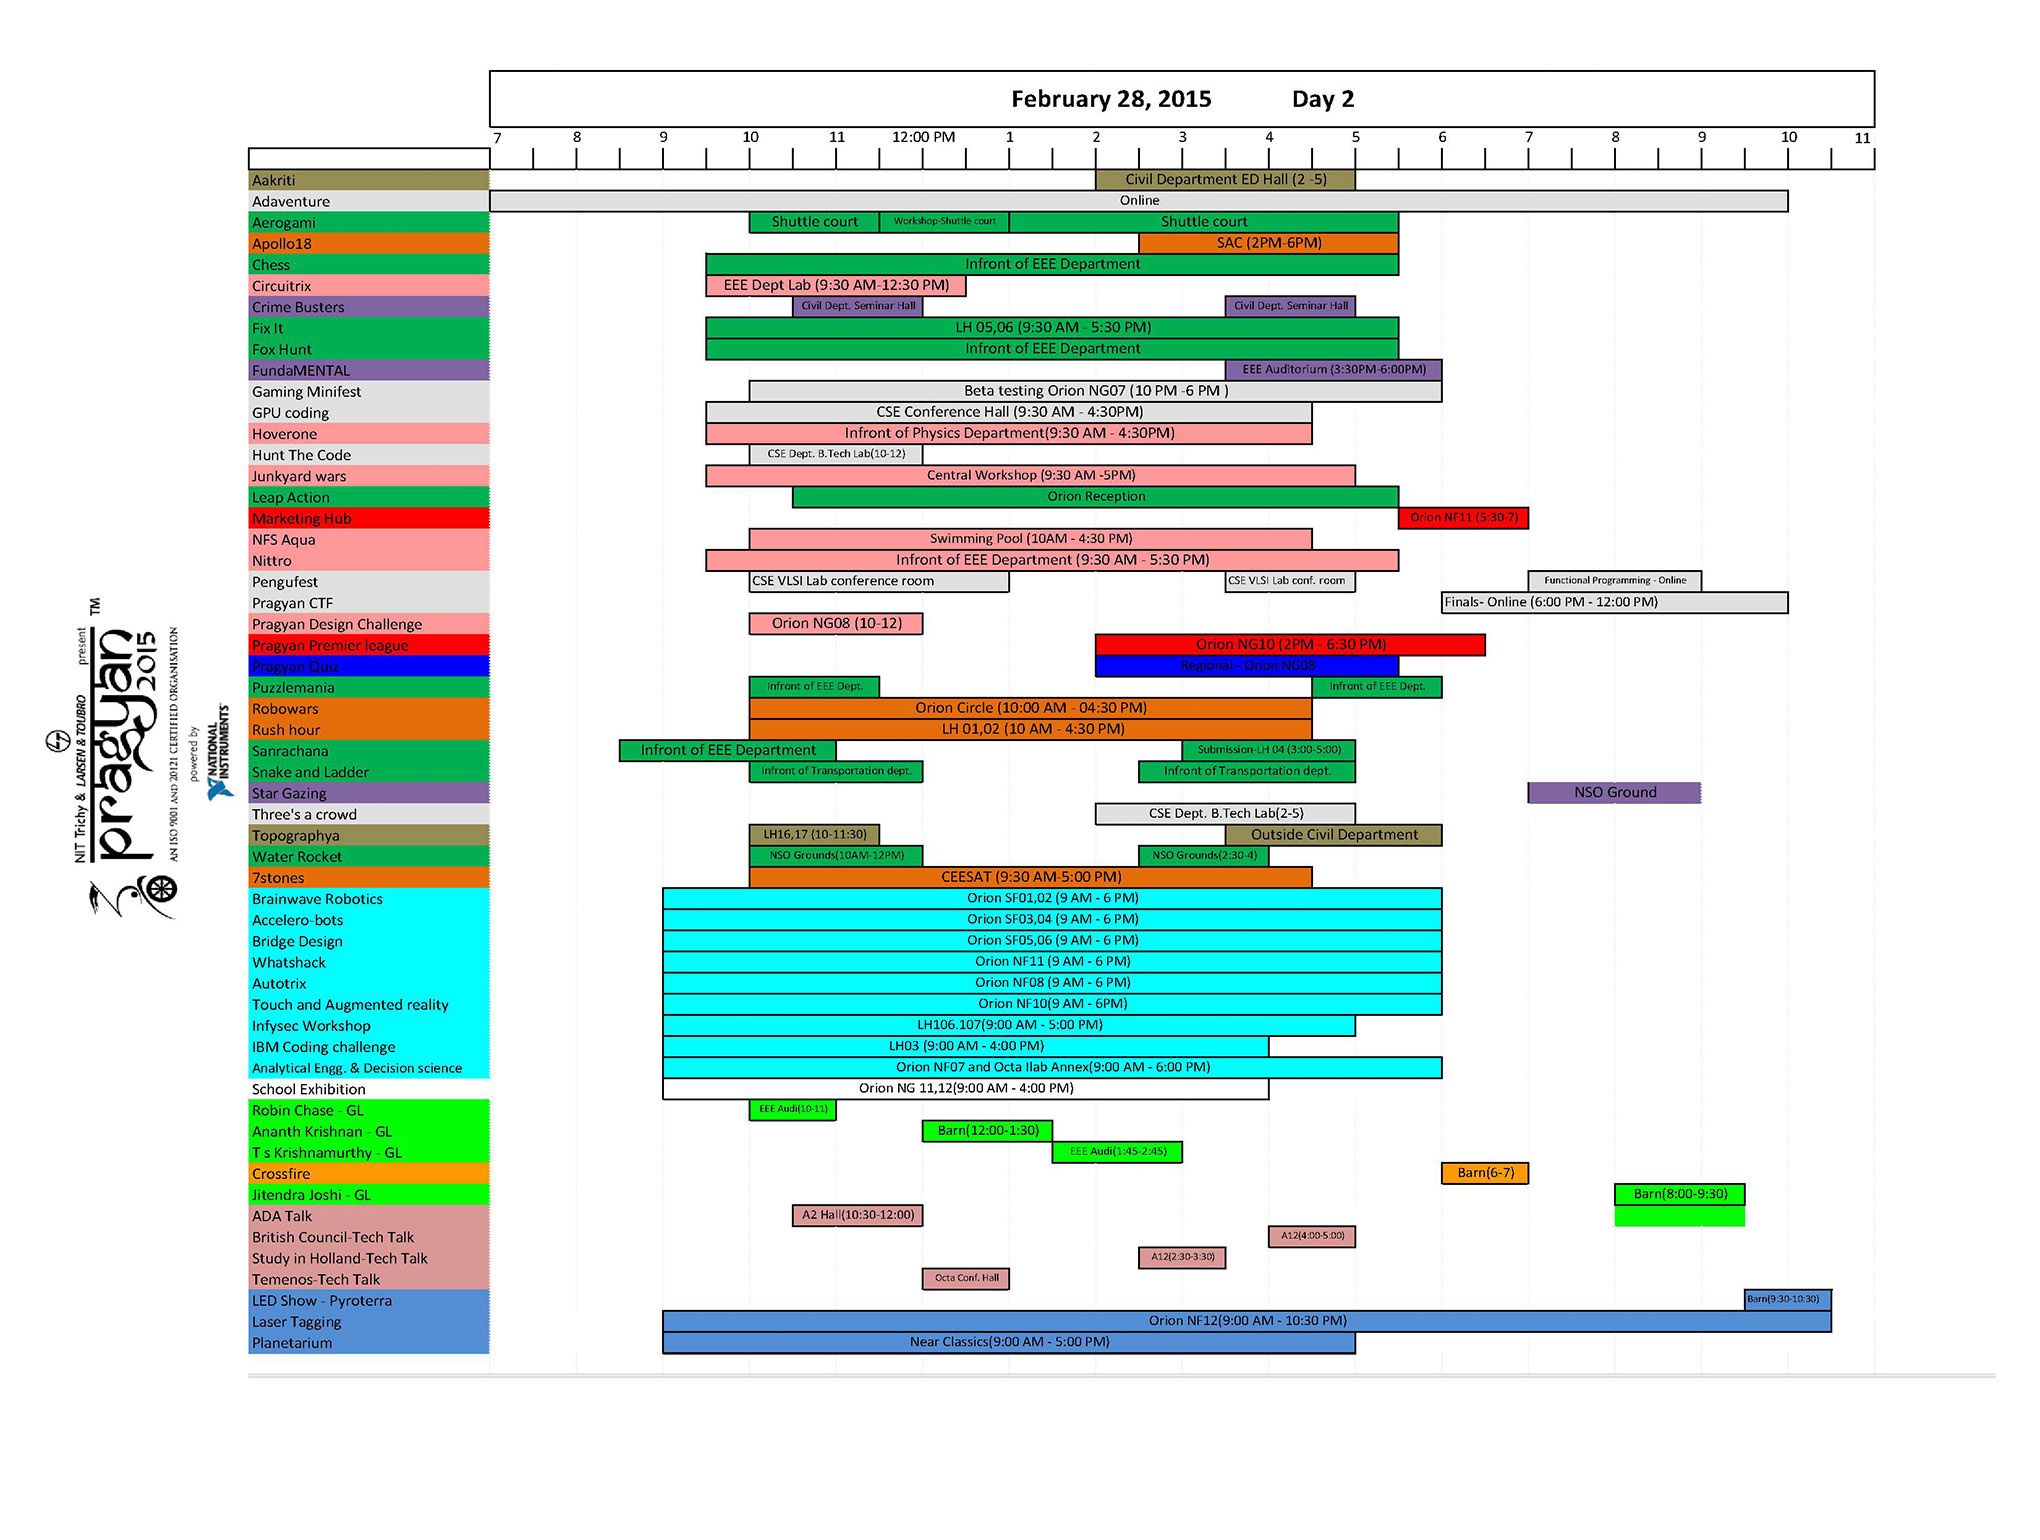 February 28, 2015 Day 2
7 8 9 10 11 12:00 PM 1 2 3 4 5 6 7 8 9 10 11
Aakriti Civil Department ED Hall (2 -5)
Adaventure Online
Aerogami Shuttle court Workshop-Shuttle court Shuttle court
Apollo18 SAC (2PM-6PM)
Chess Infront of EEE Department
Circuitrix EEE Dept Lab (9:30 AM-12:30 PM)
Crime Busters Civil Dept. Seminar Hall Civil Dept. Seminar Hall
Fix It LH 05,06 (9:30 AM - 5:30 PM)
Fox Hunt Infront of EEE Department
FundaMENTAL EEE Auditorium (3:30PM-6:00PM)
Gaming Minifest Beta testing Orion NG07 (10 PM -6 PM )
GPU coding CSE Conference Hall (9:30 AM - 4:30PM)
Hoverone Infront of Physics Department(9:30 AM - 4:30PM)
Hunt The Code CSE Dept. B.Tech Lab(10-12)
Junkyard wars Central Workshop (9:30 AM -5PM)
Leap Action Orion Reception
Marketing Hub Orion NF11 (5:30-7)
NFS Aqua Swimming Pool (10AM - 4:30 PM)
Nittro Infront of EEE Department (9:30 AM - 5:30 PM)
Pengufest CSE VLSI Lab conference room CSE VLSI Lab conf. room Functional Programming - Online
Pragyan CTF Finals- Online (6:00 PM - 12:00 PM)
Pragyan Design Challenge Orion NG08 (10-12)
Pragyan Premier league Orion NG10 (2PM - 6:30 PM)
Pragyan Quiz Regional - Orion NG08
Puzzlemania Infront of EEE Dept. Infront of EEE Dept.
Robowars Orion Circle (10:00 AM - 04:30 PM)
Rush hour LH 01,02 (10 AM - 4:30 PM)
Sanrachana Infront of EEE Department Submission-LH 04 (3:00-5:00)
Snake and Ladder Infront of Transportation dept. Infront of Transportation dept.
Star Gazing NSO Ground
Three's a crowd CSE Dept. B.Tech Lab(2-5)
Topographya LH16,17 (10-11:30) Outside Civil Department
Water Rocket NSO Grounds(10AM-12PM) NSO Grounds(2:30-4)
7stones CEESAT (9:30 AM-5:00 PM)
Brainwave Robotics Orion SF01,02 (9 AM - 6 PM)
Accelero-bots Orion SF03,04 (9 AM - 6 PM)
Bridge Design Orion SF05,06 (9 AM - 6 PM)
Whatshack Orion NF11 (9 AM - 6 PM)
Autotrix Orion NF08 (9 AM - 6 PM)
Touch and Augmented reality Orion NF10(9 AM - 6PM)
Infysec Workshop LH106.107(9:00 AM - 5:00 PM)
IBM Coding challenge LH03 (9:00 AM - 4:00 PM)
Analytical Engg. & Decision science Orion NF07 and Octa Ilab Annex(9:00 AM - 6:00 PM)
School Exhibition Orion NG 11,12(9:00 AM - 4:00 PM)
Robin Chase - GL EEE Audi(10-11)
Ananth Krishnan - GL Barn(12:00-1:30)
T s Krishnamurthy - GL EEE Audi(1:45-2:45)
Crossfire Barn(6-7)
Jitendra Joshi - GL Barn(8:00-9:30)
ADA Talk A2 Hall(10:30-12:00)
British Council-Tech Talk A12(4:00-5:00)
Study in Holland-Tech Talk A12(2:30-3:30)
Temenos-Tech Talk Octa Conf. Hall
LED Show - Pyroterra Barn(9:30-10:30)
Laser Tagging Orion NF12(9:00 AM - 10:30 PM)
Planetarium Near Classics(9:00 AM - 5:00 PM)
NIT Trichy & LARSEN & TOUBRO present
pragyan 2015 TM
AN ISO 9001 AND 20121 CERTIFIED ORGANISATION
powered by
NATIONAL
INSTRUMENTS